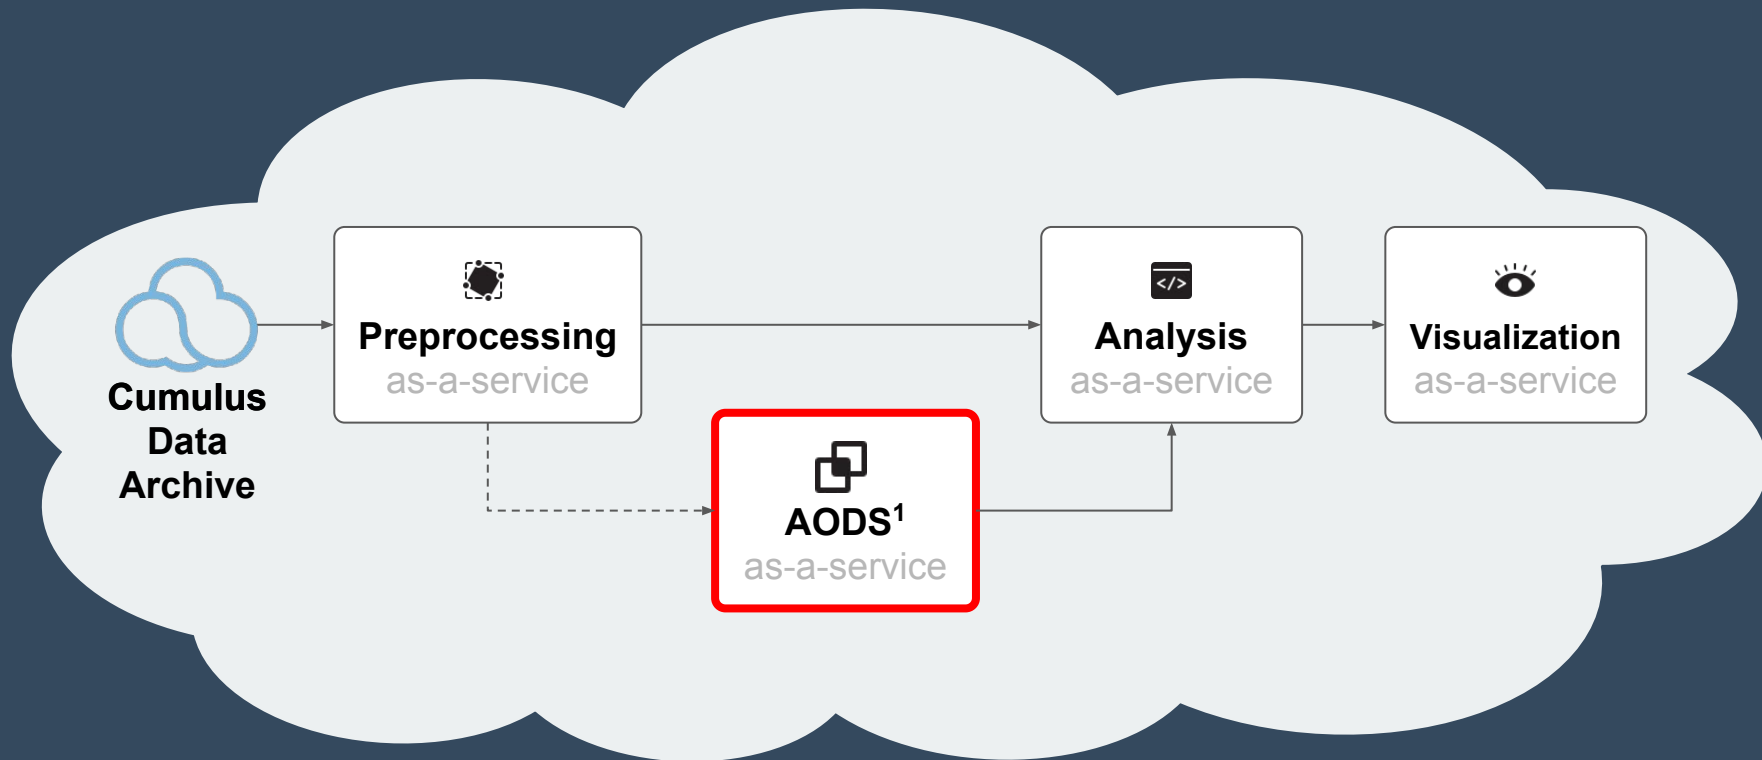 Cumulus
Data
Archive
Preprocessing
as-a-service
AODS¹
as-a-service
</>
Analysis
as-a-service
Visualization
as-a-service